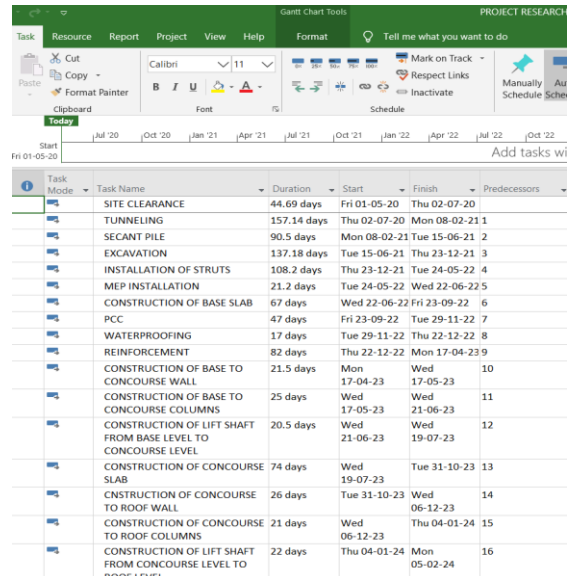 Gantt Chart Tools
PROJECT RESEARCH
Task Resource Report Project View Help Format Tell me what you want to do
Paste
Cut
Copy
Format Painter
Clipboard
Calibri 11
B I U A
Font
0% 25% 50% 75% 100%
Mark on Track
Respect Links
Inactivate
Schedule
Manually Schedule
Today
Jul '20 Oct '20 Jan '21 Apr '21 Jul '21 Oct '21 Jan '22 Apr '22 Jul '22 Oct '22
Start
Fri 01-05-20
Add tasks wi
Task Mode Task Name Duration Start Finish Predecessors
SITE CLEARANCE 44.69 days Fri 01-05-20 Thu 02-07-20
TUNNELING 157.14 days Thu 02-07-20 Mon 08-02-21 1
SECANT PILE 90.5 days Mon 08-02-21 Tue 15-06-21 2
EXCAVATION 137.18 days Tue 15-06-21 Thu 23-12-21 3
INSTALLATION OF STRUTS 108.2 days Thu 23-12-21 Tue 24-05-22 4
MEP INSTALLATION 21.2 days Tue 24-05-22 Wed 22-06-22 5
CONSTRUCTION OF BASE SLAB 67 days Wed 22-06-22 Fri 23-09-22 6
PCC 47 days Fri 23-09-22 Tue 29-11-22 7
WATERPROOFING 17 days Tue 29-11-22 Thu 22-12-22 8
REINFORCEMENT 82 days Thu 22-12-22 Mon 17-04-23 9
CONSTRUCTION OF BASE TO 21.5 days Mon Wed 10
CONCOURSE WALL 17-04-23 17-05-23
CONSTRUCTION OF BASE TO 25 days Wed Wed 11
CONCOURSE COLUMNS 17-05-23 21-06-23
CONSTRUCTION OF LIFT SHAFT 20.5 days Wed Wed 12
FROM BASE LEVEL TO 21-06-23 19-07-23
CONCOURSE LEVEL
CONSTRUCTION OF CONCOURSE 74 days Wed Tue 31-10-23 13
SLAB 19-07-23
CNSTRUCTION OF CONCOURSE 26 days Tue 31-10-23 Wed 14
TO ROOF WALL 06-12-23
CONSTRUCTION OF CONCOURSE 21 days Wed Thu 04-01-24 15
TO ROOF COLUMNS 06-12-23
CONSTRUCTION OF LIFT SHAFT 22 days Thu 04-01-24 Mon 16
FROM CONCOURSE LEVEL TO 05-02-24